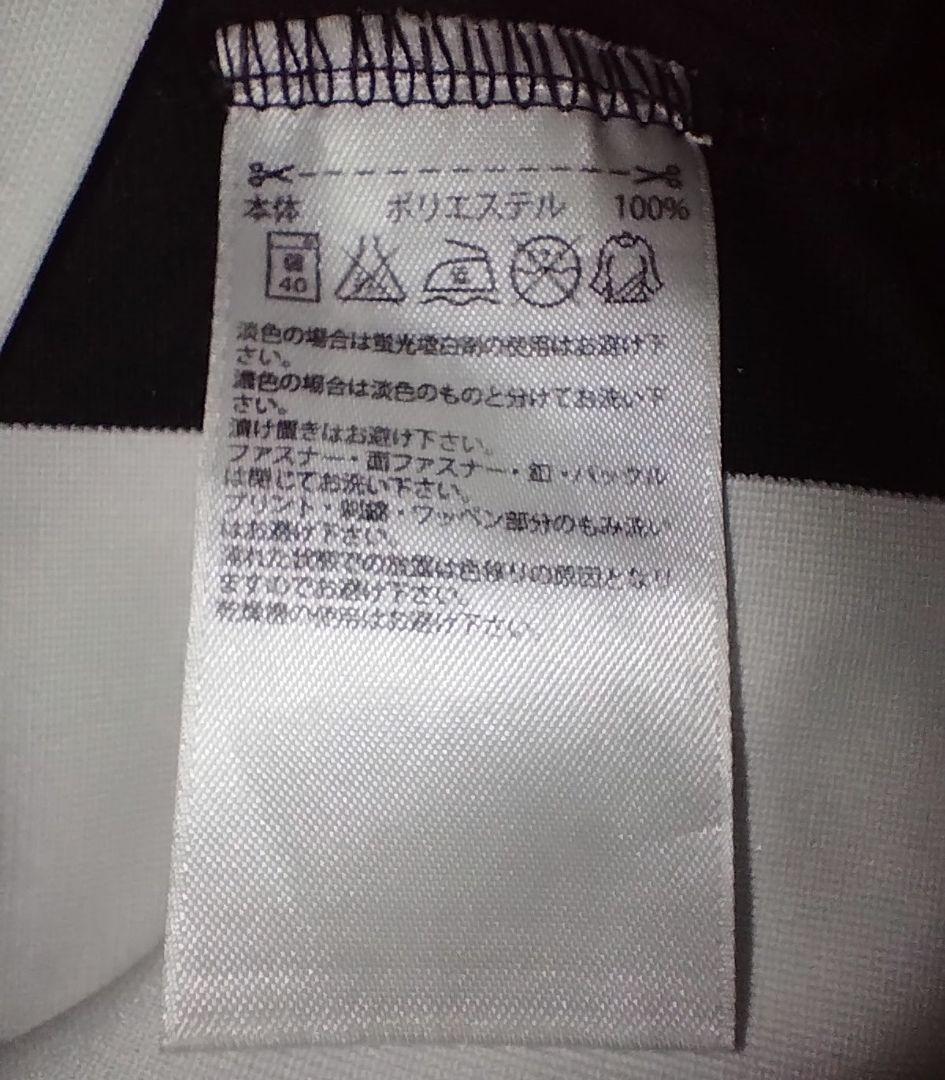 本体 ポリエステル 100%
弱
40
低
淡色の場合は蛍光増白剤の使用はお避け下
さい。
濃色の場合は淡色のものと分けてお洗い下
さい。
漬け置きはお避け下さい。
ファスナー・面ファスナー・釦・バックル
は閉じてお洗い下さい。
プリント・刺繍・ワッペン部分のもみ洗い
はお避け下さい。
濡れた状態での放置は色移りの原因となり
ますのでお避け下さい。
乾燥機の使用はお避け下さい。